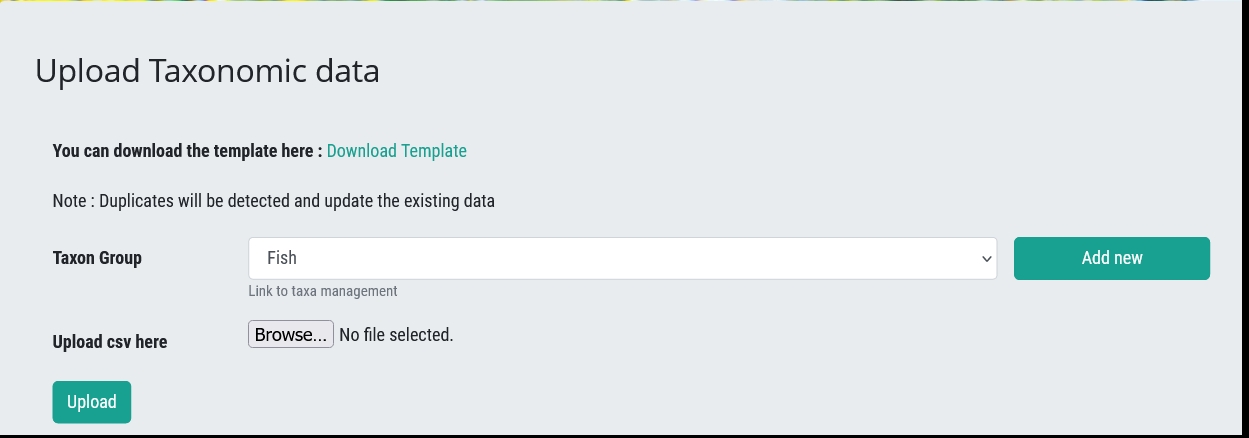 Upload Taxonomic data
You can download the template here : Download Template
Note : Duplicates will be detected and update the existing data
Taxon Group Fish Add new
Link to taxa management
Upload csv here Browse... No file selected.
Upload